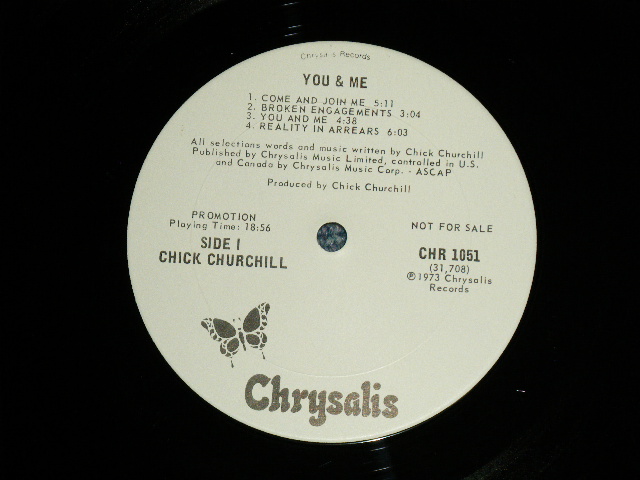 Chrysalis Records
YOU & ME
1. COME AND JOIN ME 5:11
2. BROKEN ENGAGEMENTS 3:04
3. YOU AND ME 4:38
4. REALITY IN ARREARS 6:03
All selections words and music written by Chick Churchill
Published by Chrysalis Music Limited, controlled in U.S.
and Canada by Chrysalis Music Corp. - ASCAP
Produced by Chick Churchill
PROMOTION
Playing Time: 18:56
SIDE I
CHICK CHURCHILL
NOT FOR SALE
CHR 1051
(31,708)
℗1973 Chrysalis
Records
Chrysalis